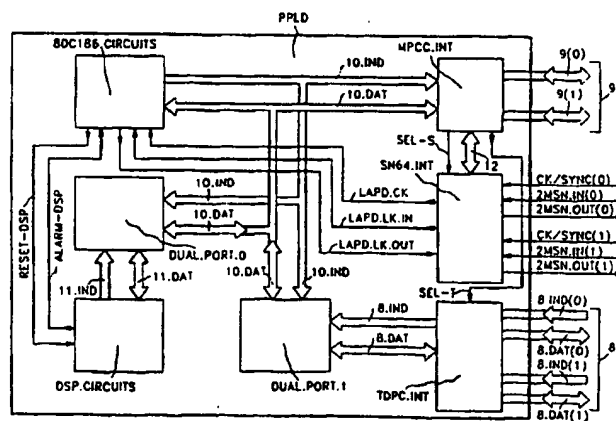 PPLD
80C186.CIRCUITS
MPCC.INT
10.IND
10.DAT
9(0)
9(1)
9
SEL-S
12
SN64.INT
RESET-DSP
ALARM-DSP
LAPD.CK
LAPD.LK.IN
LAPD.LK.OUT
CK/SYNC(0)
2MSN.IN(0)
2MSN.OUT(0)
CK/SYNC(1)
2MSN.IN(1)
2MSN.OUT(1)
10.IND
10.DAT
DUAL.PORT.0
11.IND
11.DAT
10.DAT
10.IND
SEL-T
8.IND
8.DAT
8.IND(0)
8.DAT(0)
8.IND(1)
8.DAT(1)
8
DSP.CIRCUITS
DUAL.PORT.1
TDPC.INT